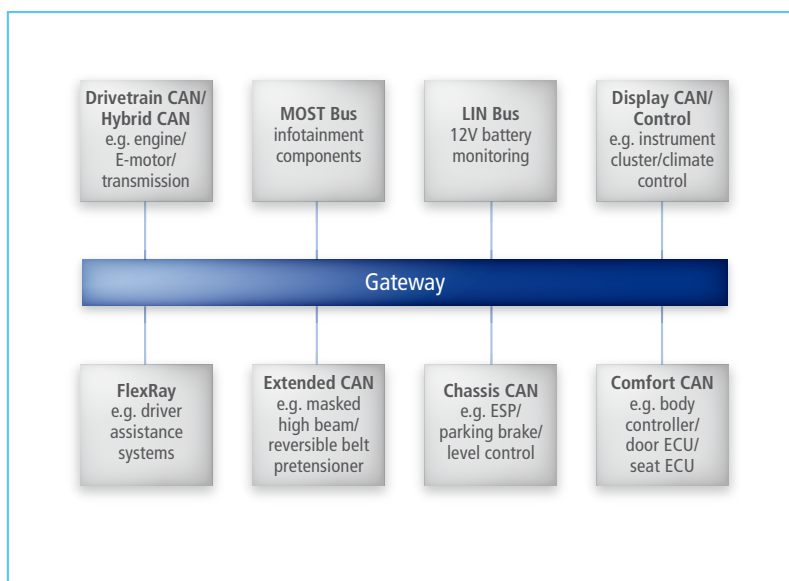 Drivetrain CAN/
Hybrid CAN
e.g. engine/
E-motor/
transmission
MOST Bus
infotainment
components
LIN Bus
12V battery
monitoring
Display CAN/
Control
e.g. instrument
cluster/climate
control
Gateway
FlexRay
e.g. driver
assistance
systems
Extended CAN
e.g. masked
high beam/
reversible belt
pretensioner
Chassis CAN
e.g. ESP/
parking brake/
level control
Comfort CAN
e.g. body
controller/
door ECU/
seat ECU